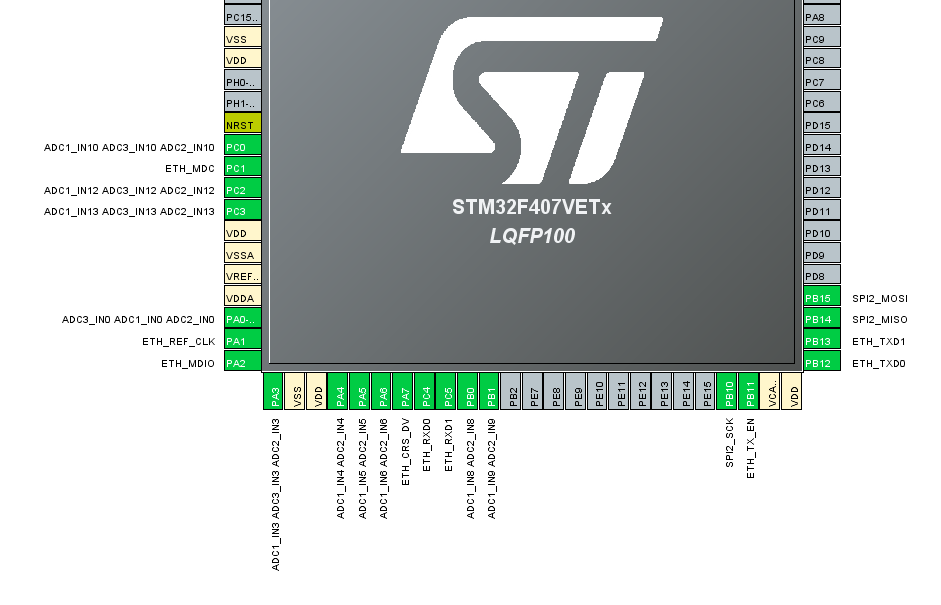 PC15..
VSS
VDD
PH0-..
PH1-..
NRST
ADC1_IN10 ADC3_IN10 ADC2_IN10 PC0
ETH_MDC PC1
ADC1_IN12 ADC3_IN12 ADC2_IN12 PC2
ADC1_IN13 ADC3_IN13 ADC2_IN13 PC3
VDD
VSSA
VREF..
VDDA
ADC3_IN0 ADC1_IN0 ADC2_IN0 PA0-..
ETH_REF_CLK PA1
ETH_MDIO PA2
ST
STM32F407VETx
LQFP100
PA8
PC9
PC8
PC7
PC6
PD15
PD14
PD13
PD12
PD11
PD10
PD9
PD8
PB15 SPI2_MOSI
PB14 SPI2_MISO
PB13 ETH_TXD1
PB12 ETH_TXD0
PA3
VSS
VDD
PA4
PA5
PA6
PA7
PC4
PC5
PB0
PB1
PB2
PE7
PE8
PE9
PE10
PE11
PE12
PE13
PE14
PE15
PB10
PB11
VCA..
VDD
ADC1_IN3 ADC3_IN3 ADC2_IN3
ADC1_IN4 ADC2_IN4
ADC1_IN5 ADC2_IN5
ADC1_IN6 ADC2_IN6
ETH_CRS_DV
ETH_RXD0
ETH_RXD1
ADC1_IN8 ADC2_IN8
ADC1_IN9 ADC2_IN9
SPI2_SCK
ETH_TX_EN